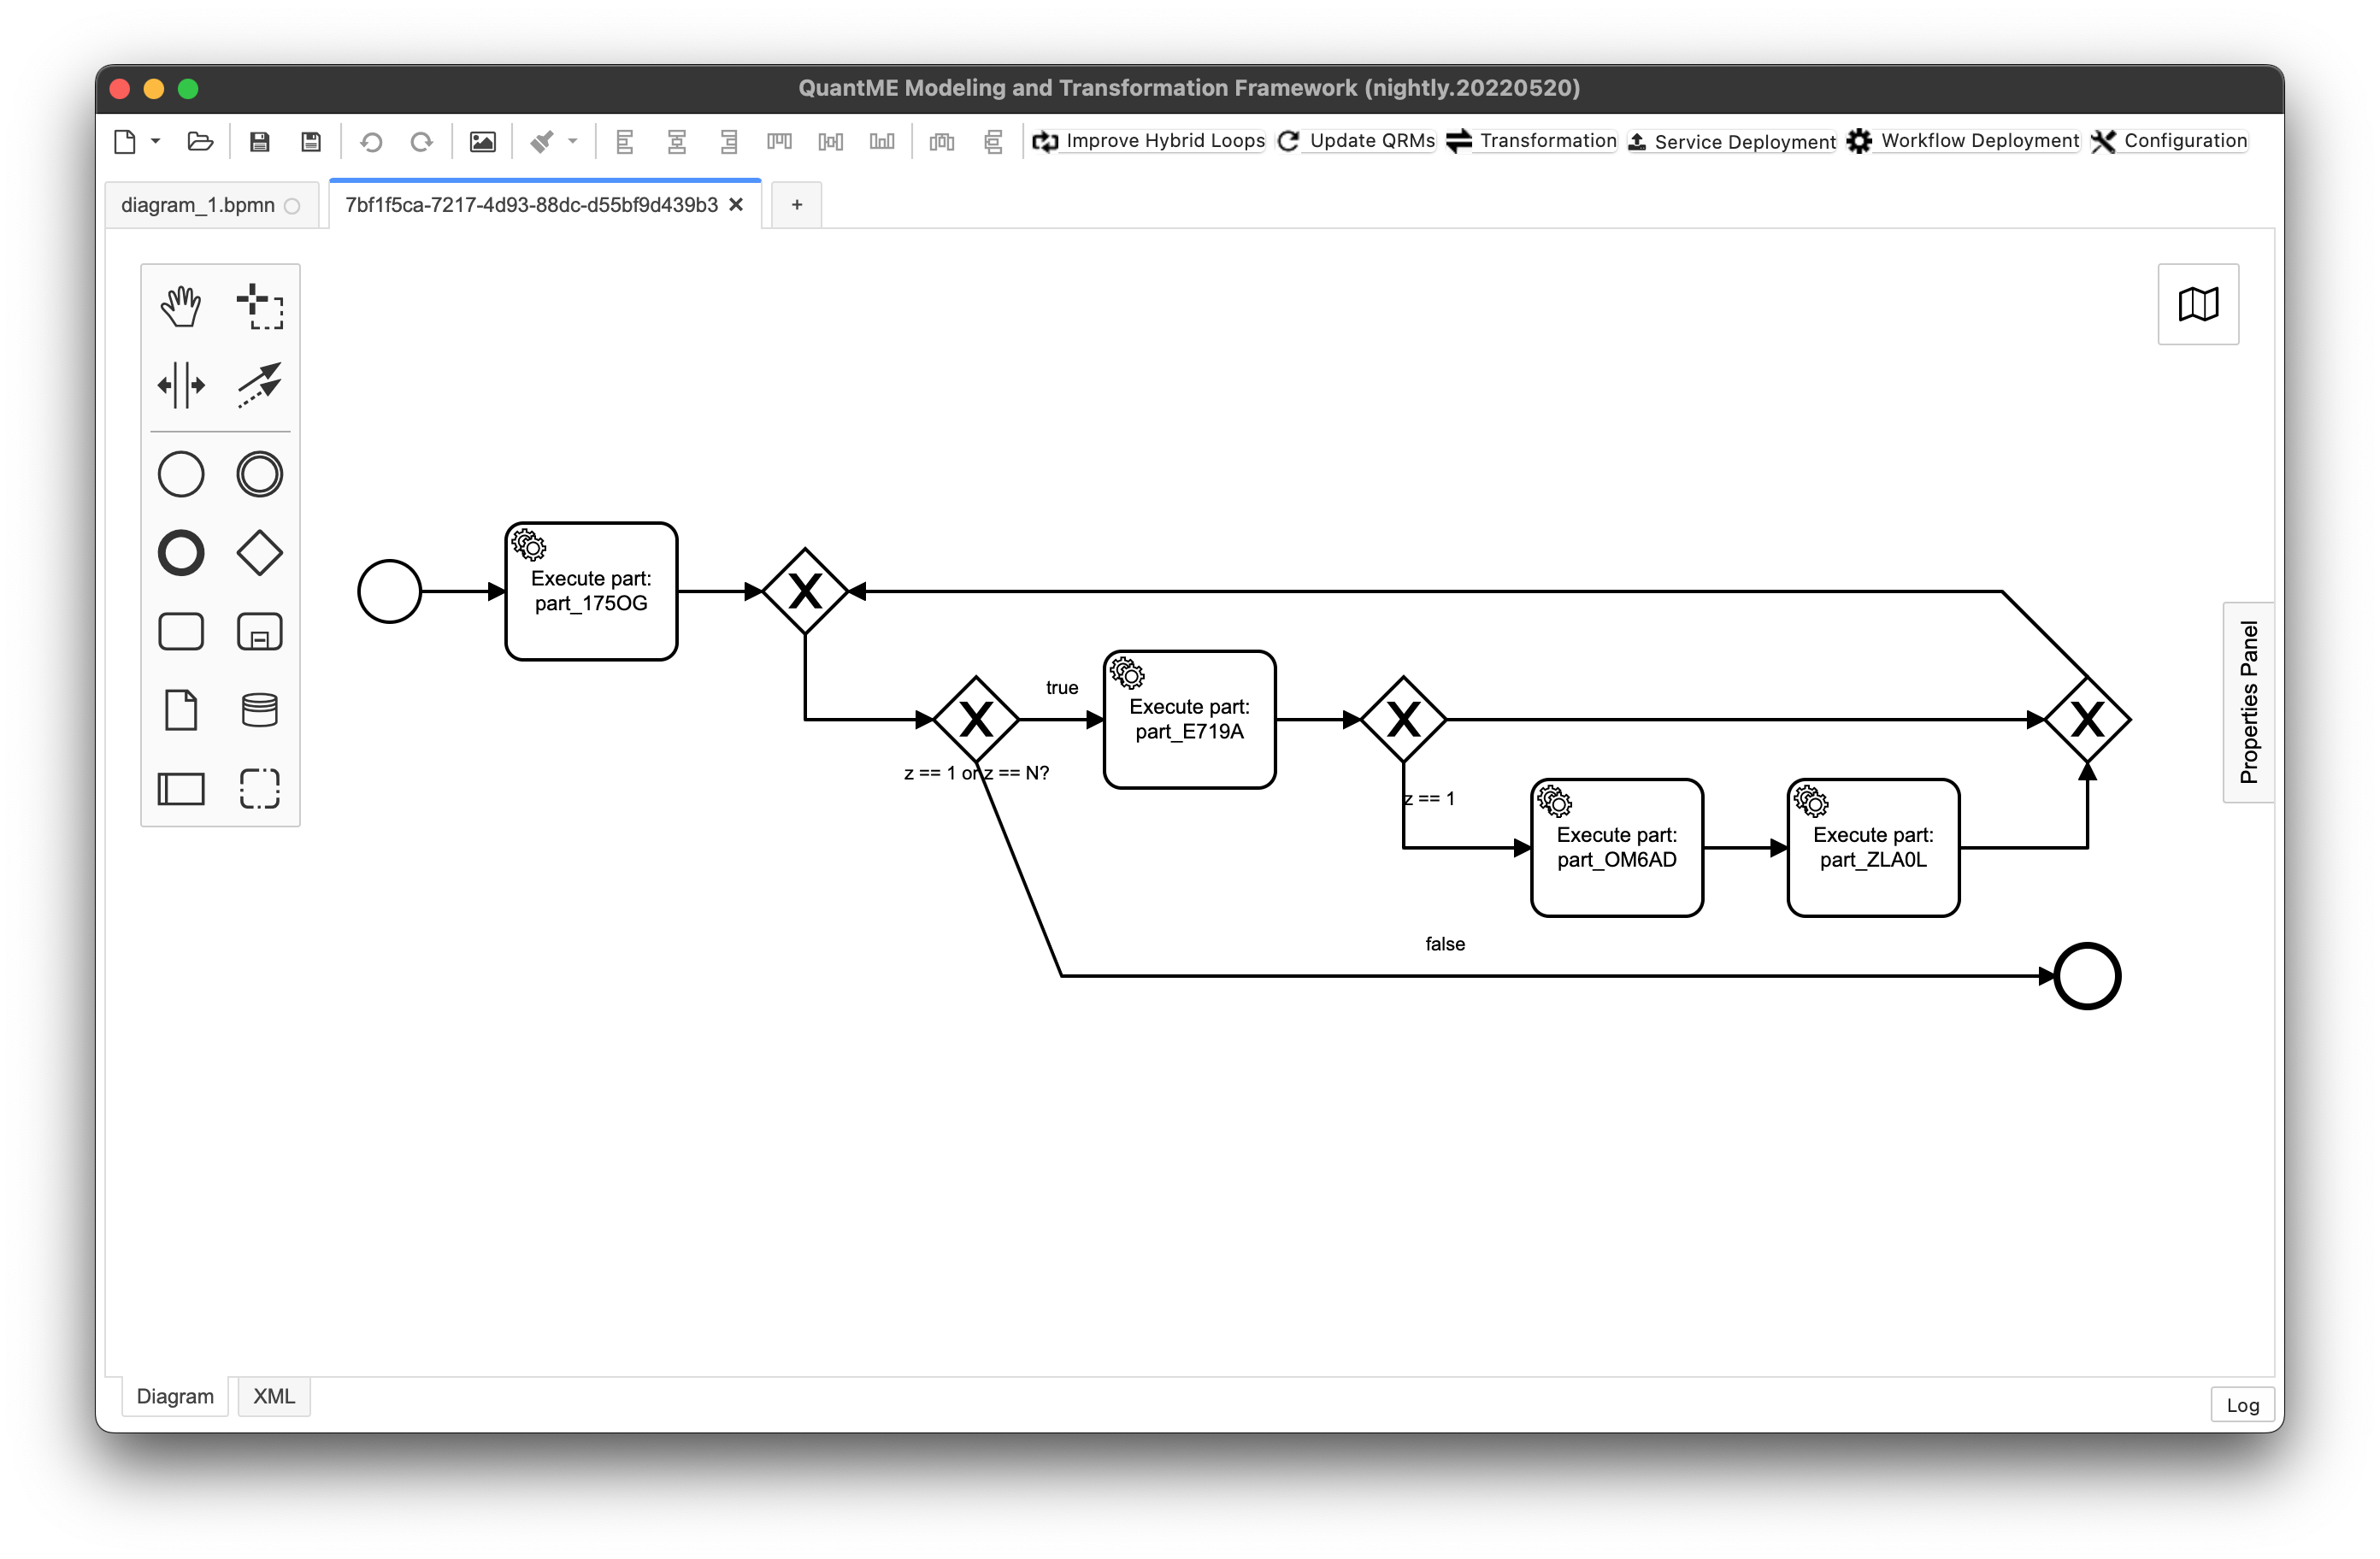 QuantME Modeling and Transformation Framework (nightly.20220520)
Improve Hybrid Loops
Update QRMs
Transformation
Service Deployment
Workflow Deployment
Configuration
diagram_1.bpmn
7bf1f5ca-7217-4d93-88dc-d55bf9d439b3
Execute part:
part_175OG
true
Execute part:
part_E719A
z == 1 or z == N?
z == 1
Execute part:
part_OM6AD
Execute part:
part_ZLA0L
false
Properties Panel
Diagram
XML
Log